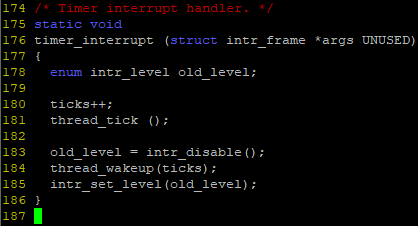 174 /* Timer interrupt handler. */
175 static void
176 timer_interrupt (struct intr_frame *args UNUSED)
177 {
178   enum intr_level old_level;
179
180   ticks++;
181   thread_tick ();
182
183   old_level = intr_disable();
184   thread_wakeup(ticks);
185   intr_set_level(old_level);
186 }
187